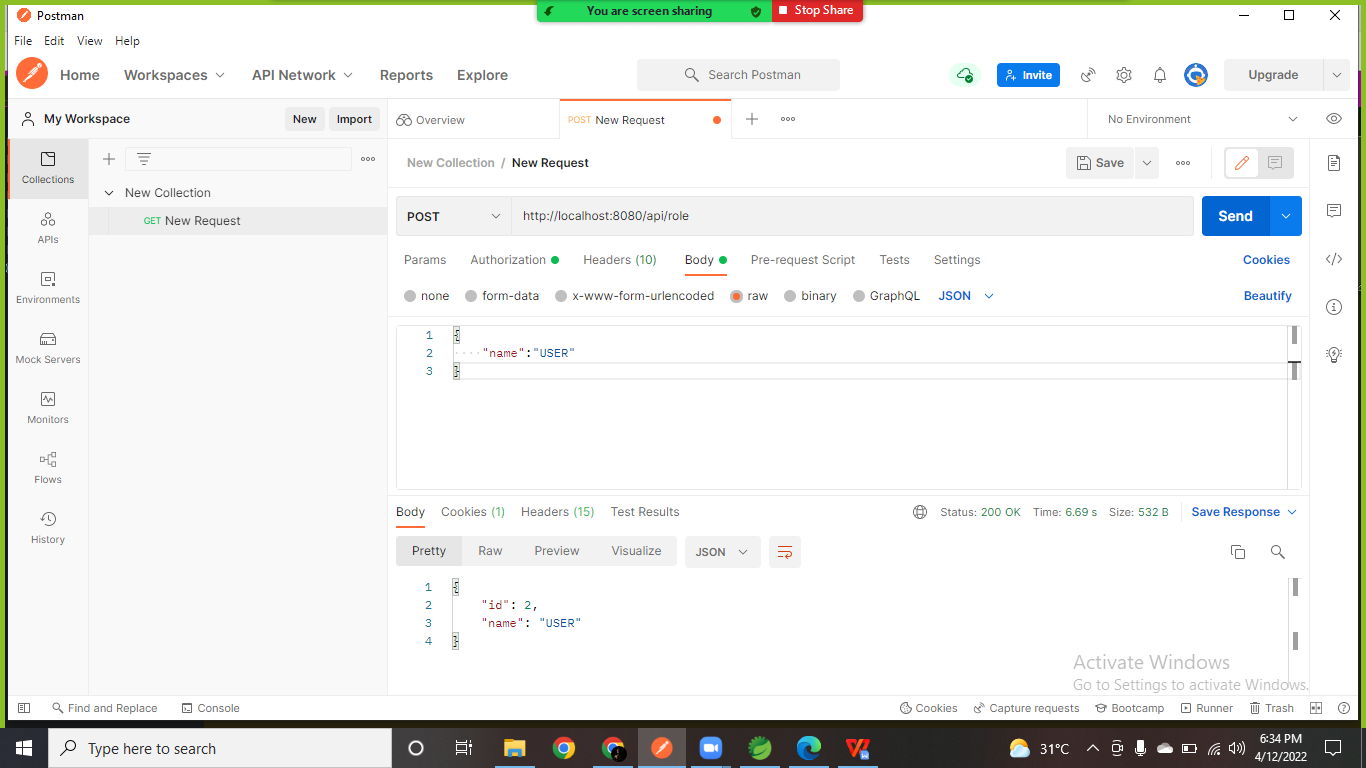 Postman
You are screen sharing
Stop Share
File Edit View Help
Home Workspaces API Network Reports Explore
Search Postman
Invite
Upgrade
My Workspace
New Import
Overview
POST New Request
No Environment
Collections
New Collection
GET New Request
APIs
Environments
Mock Servers
Monitors
Flows
History
New Collection / New Request
Save
POST
http://localhost:8080/api/role
Send
Params Authorization Headers (10) Body Pre-request Script Tests Settings Cookies
none form-data x-www-form-urlencoded raw binary GraphQL JSON Beautify
1 {
2 ····"name":"USER"
3 }
Body Cookies (1) Headers (15) Test Results Status: 200 OK Time: 6.69 s Size: 532 B Save Response
Pretty Raw Preview Visualize JSON
1 {
2 "id": 2,
3 "name": "USER"
4 }
Activate Windows
Go to Settings to activate Windows.
Find and Replace Console Cookies Capture requests Bootcamp Runner Trash
Type here to search
31°C
6:34 PM
4/12/2022